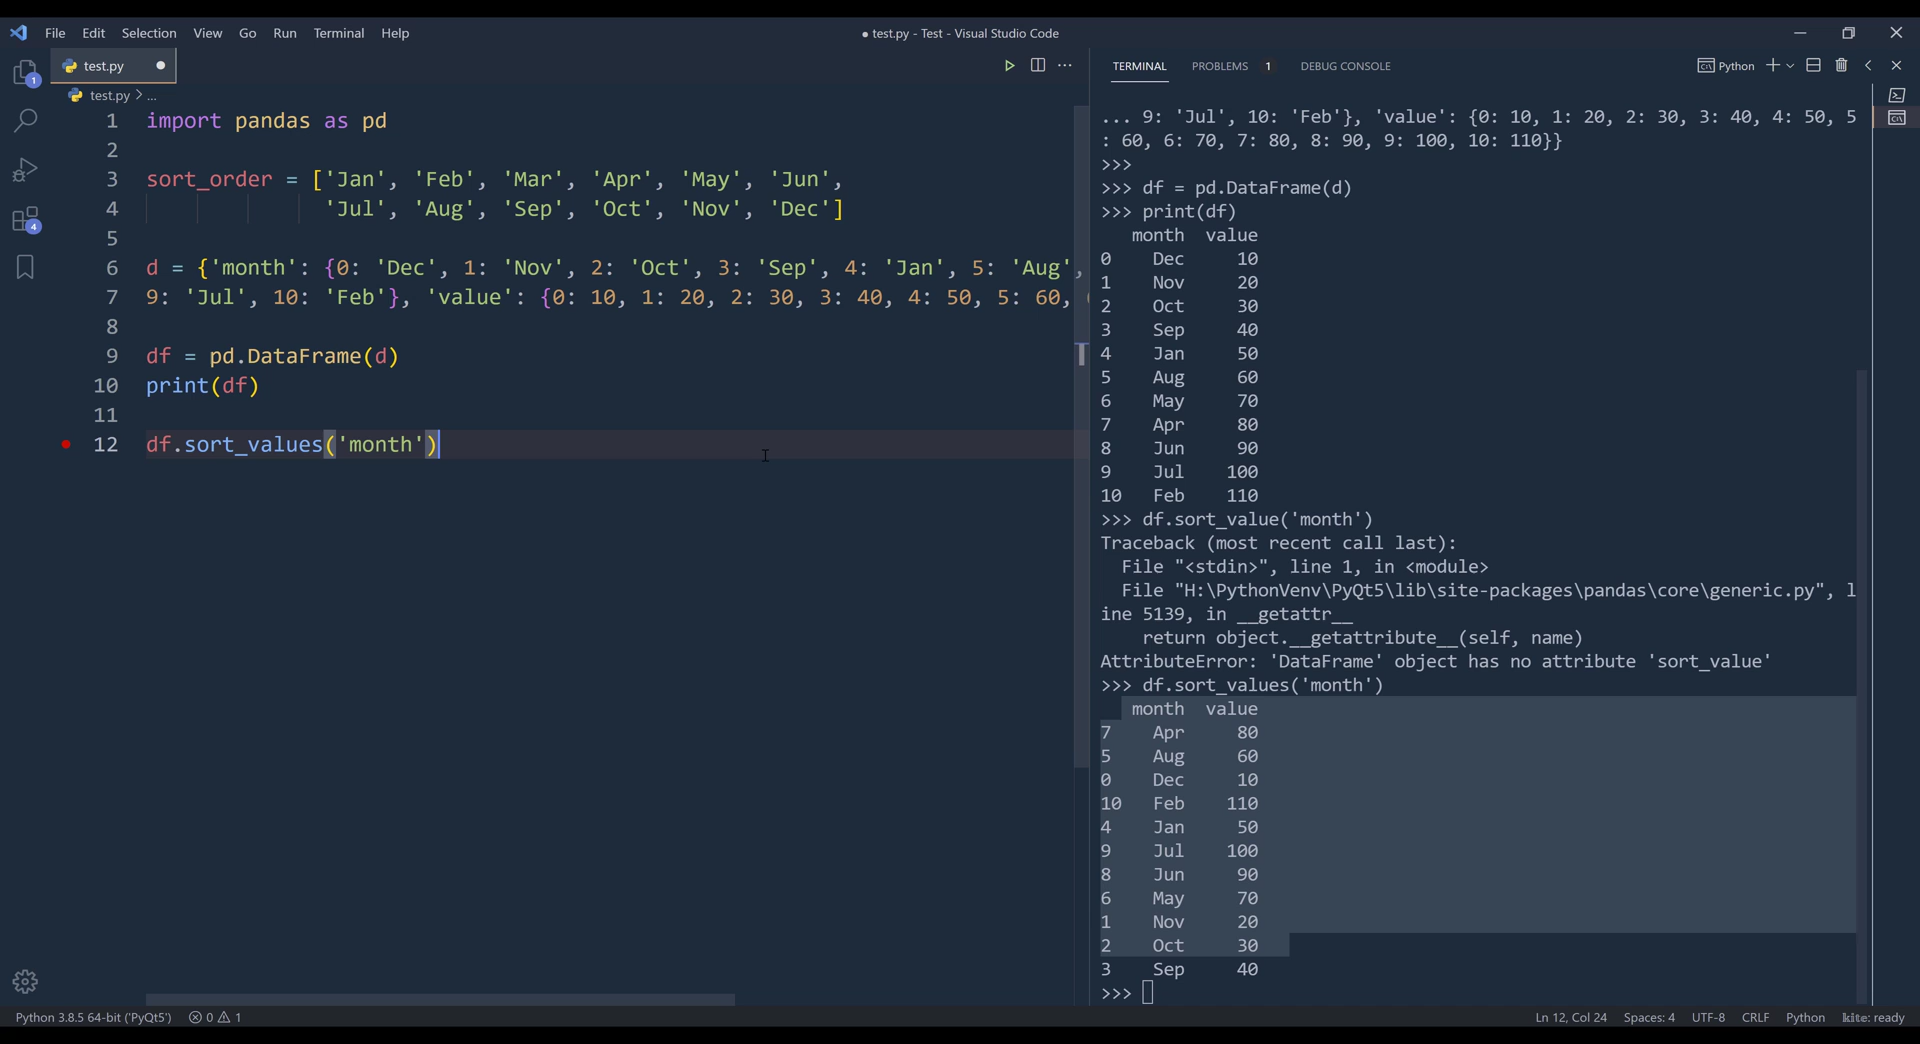 File Edit Selection View Go Run Terminal Help
● test.py - Test - Visual Studio Code
test.py
test.py > ...
1 import pandas as pd
2
3 sort_order = ['Jan', 'Feb', 'Mar', 'Apr', 'May', 'Jun',
4 'Jul', 'Aug', 'Sep', 'Oct', 'Nov', 'Dec']
5
6 d = {'month': {0: 'Dec', 1: 'Nov', 2: 'Oct', 3: 'Sep', 4: 'Jan', 5: 'Aug',
7 9: 'Jul', 10: 'Feb'}, 'value': {0: 10, 1: 20, 2: 30, 3: 40, 4: 50, 5: 60,
8
9 df = pd.DataFrame(d)
10 print(df)
11
12 df.sort_values('month')
TERMINAL PROBLEMS 1 DEBUG CONSOLE
Python
... 9: 'Jul', 10: 'Feb'}, 'value': {0: 10, 1: 20, 2: 30, 3: 40, 4: 50, 5
: 60, 6: 70, 7: 80, 8: 90, 9: 100, 10: 110}}
>>>
>>> df = pd.DataFrame(d)
>>> print(df)
month value
0 Dec 10
1 Nov 20
2 Oct 30
3 Sep 40
4 Jan 50
5 Aug 60
6 May 70
7 Apr 80
8 Jun 90
9 Jul 100
10 Feb 110
>>> df.sort_value('month')
Traceback (most recent call last):
File "<stdin>", line 1, in <module>
File "H:\PythonVenv\PyQt5\lib\site-packages\pandas\core\generic.py", l
ine 5139, in __getattr__
return object.__getattribute__(self, name)
AttributeError: 'DataFrame' object has no attribute 'sort_value'
>>> df.sort_values('month')
month value
7 Apr 80
5 Aug 60
0 Dec 10
10 Feb 110
4 Jan 50
9 Jul 100
8 Jun 90
6 May 70
1 Nov 20
2 Oct 30
3 Sep 40
>>>
1
4
Python 3.8.5 64-bit ('PyQt5') 0 1
Ln 12, Col 24 Spaces: 4 UTF-8 CRLF Python kite: ready